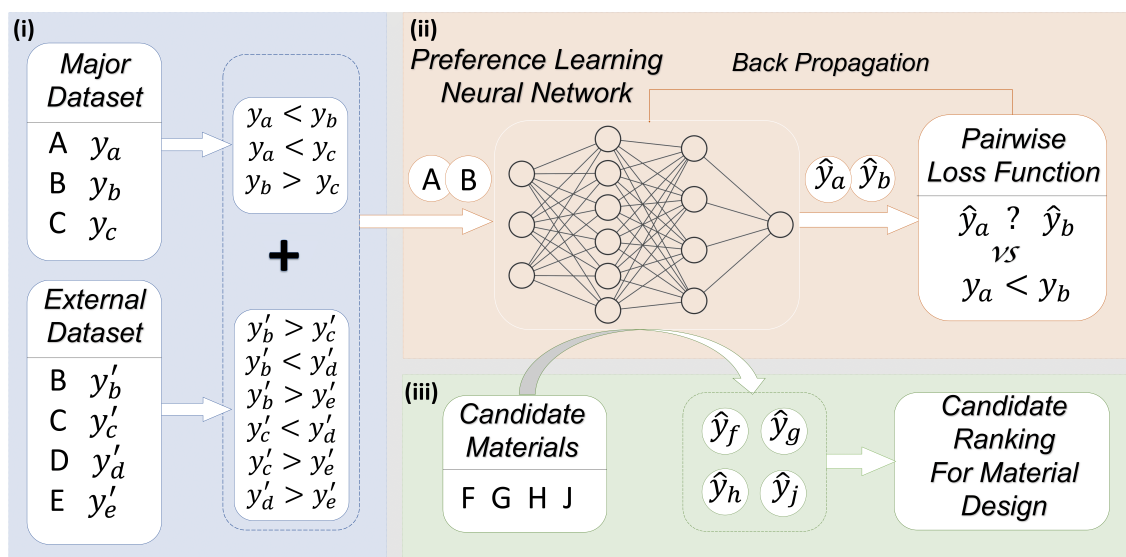 (i)
Major
Dataset
A y_a
B y_b
C y_c
External
Dataset
B y'_b
C y'_c
D y'_d
E y'_e
y_a < y_b
y_a < y_c
y_b > y_c
+
y'_b > y'_c
y'_b < y'_d
y'_b > y'_e
y'_c < y'_d
y'_c > y'_e
y'_d > y'_e
(ii)
Preference Learning
Neural Network
Back Propagation
A B
ŷ_a ŷ_b
Pairwise
Loss Function
ŷ_a ? ŷ_b
vs
y_a < y_b
(iii)
Candidate
Materials
F G H J
ŷ_f ŷ_g
ŷ_h ŷ_j
Candidate
Ranking
For Material
Design